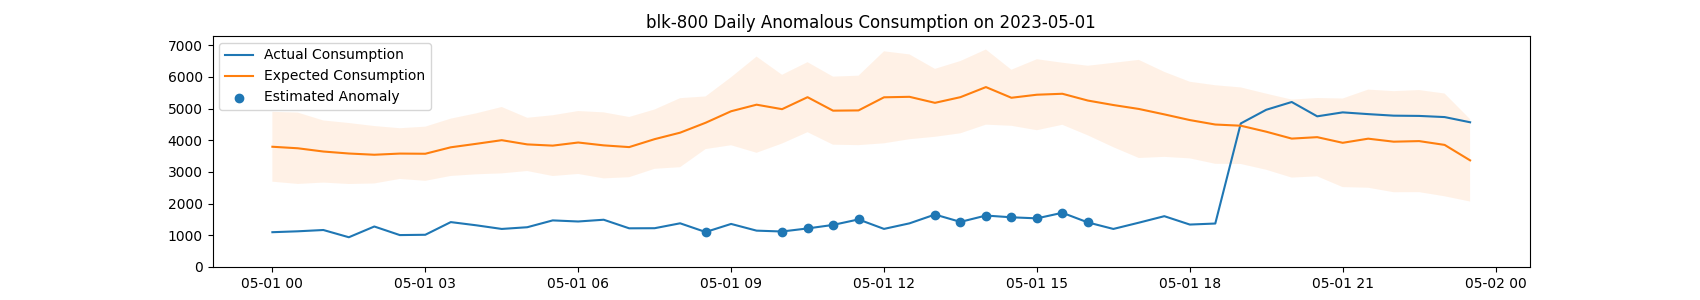 blk-800 Daily Anomalous Consumption on 2023-05-01
7000
6000
5000
4000
3000
2000
1000
0
Actual Consumption
Expected Consumption
Estimated Anomaly
05-01 00 05-01 03 05-01 06 05-01 09 05-01 12 05-01 15 05-01 18 05-01 21 05-02 00